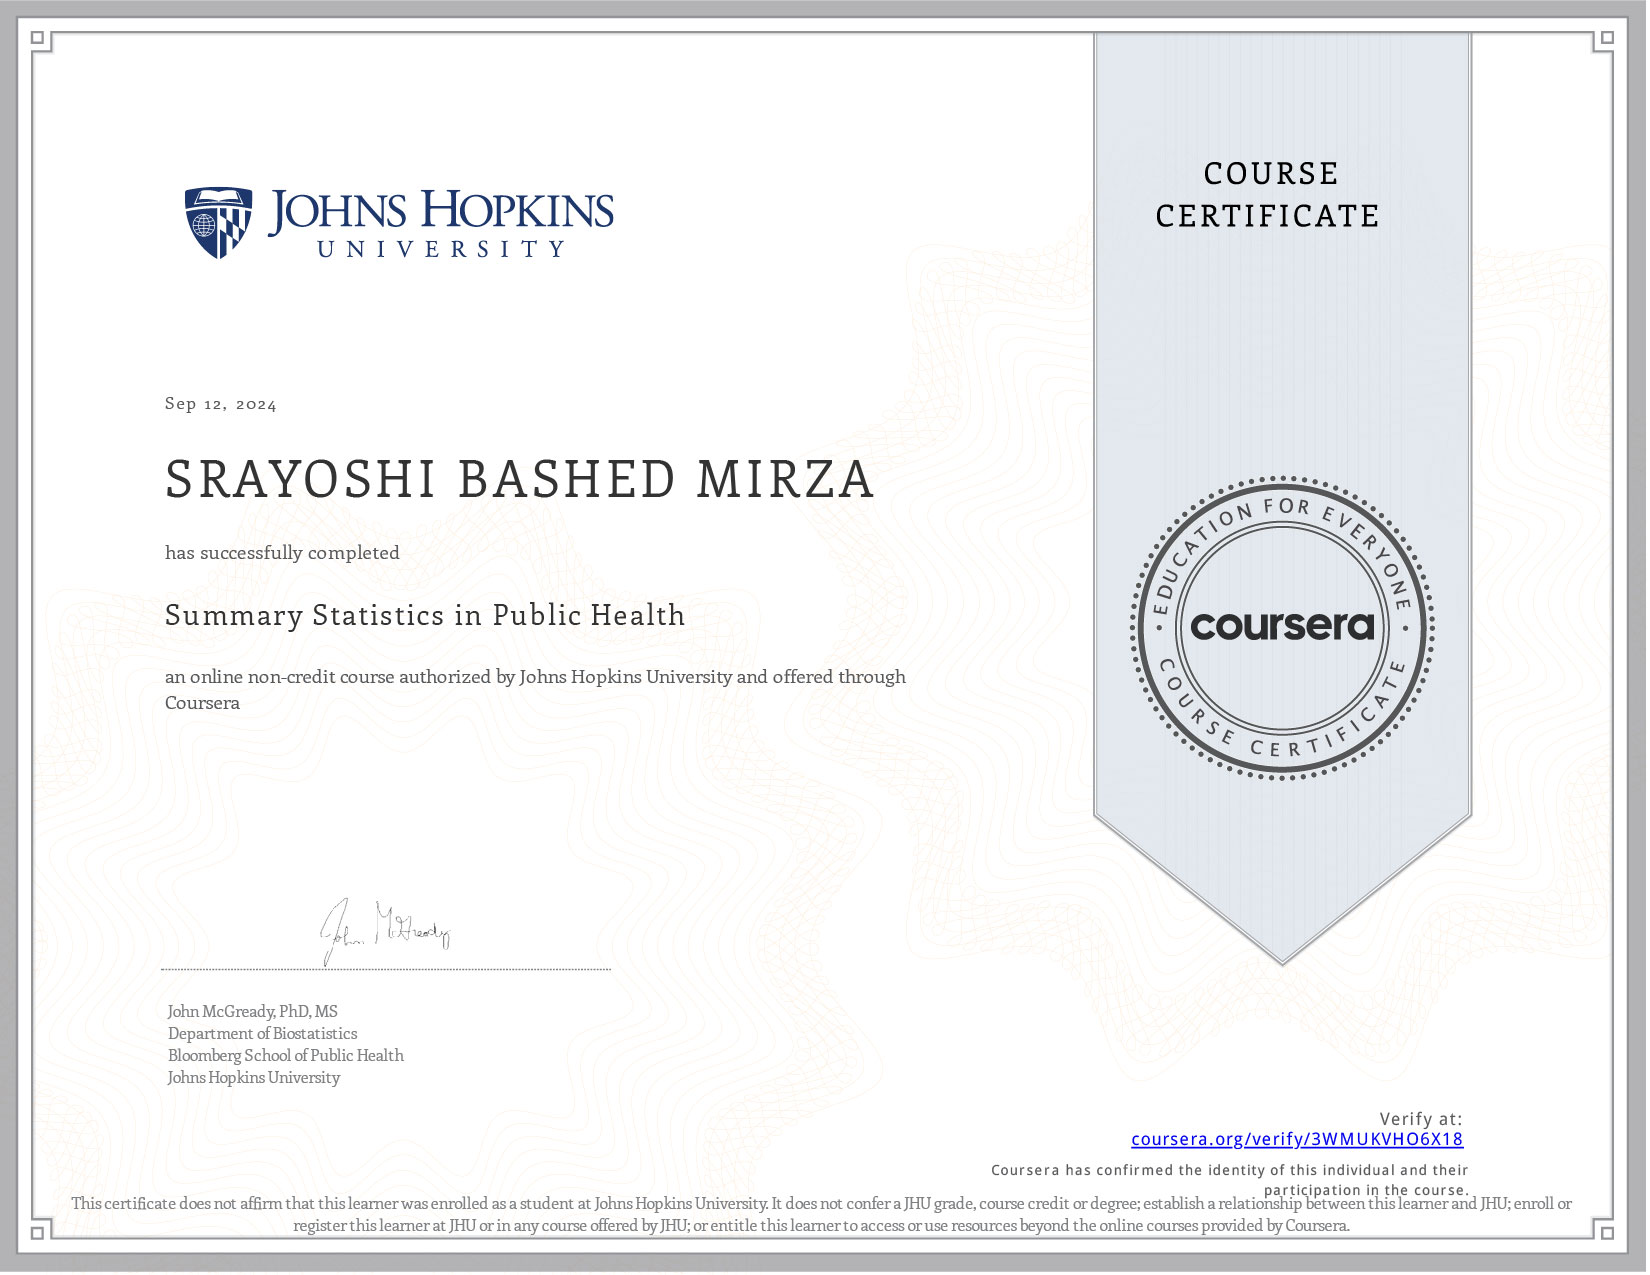 JOHNS HOPKINS
UNIVERSITY
COURSE
CERTIFICATE
Sep 12, 2024
SRAYOSHI BASHED MIRZA
has successfully completed
Summary Statistics in Public Health
an online non-credit course authorized by Johns Hopkins University and offered through
Coursera
EDUCATION FOR EVERYONE
coursera
COURSE CERTIFICATE
John McGready
John McGready, PhD, MS
Department of Biostatistics
Bloomberg School of Public Health
Johns Hopkins University
Verify at:
coursera.org/verify/3WMUKVHO6X18
Coursera has confirmed the identity of this individual and their
participation in the course.
This certificate does not affirm that this learner was enrolled as a student at Johns Hopkins University. It does not confer a JHU grade, course credit or degree; establish a relationship between this learner and JHU; enroll or
register this learner at JHU or in any course offered by JHU; or entitle this learner to access or use resources beyond the online courses provided by Coursera.